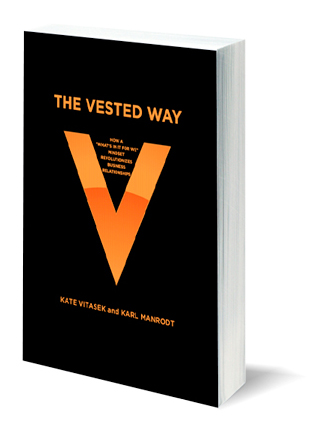 THE VESTED WAY
HOW A
"WHAT'S IN IT FOR WE"
MINDSET
REVOLUTIONIZES
BUSINESS
RELATIONSHIPS
V
KATE VITASEK and KARL MANRODT